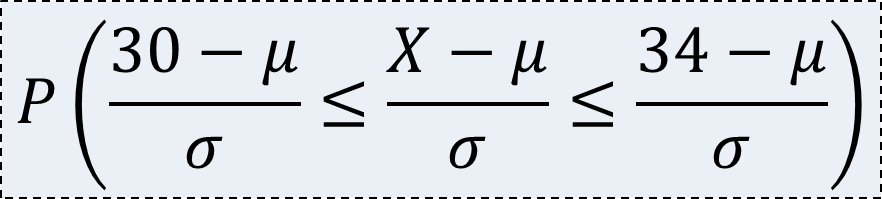 P ( (30 − μ)/σ ≤ (X − μ)/σ ≤ (34 − μ)/σ )